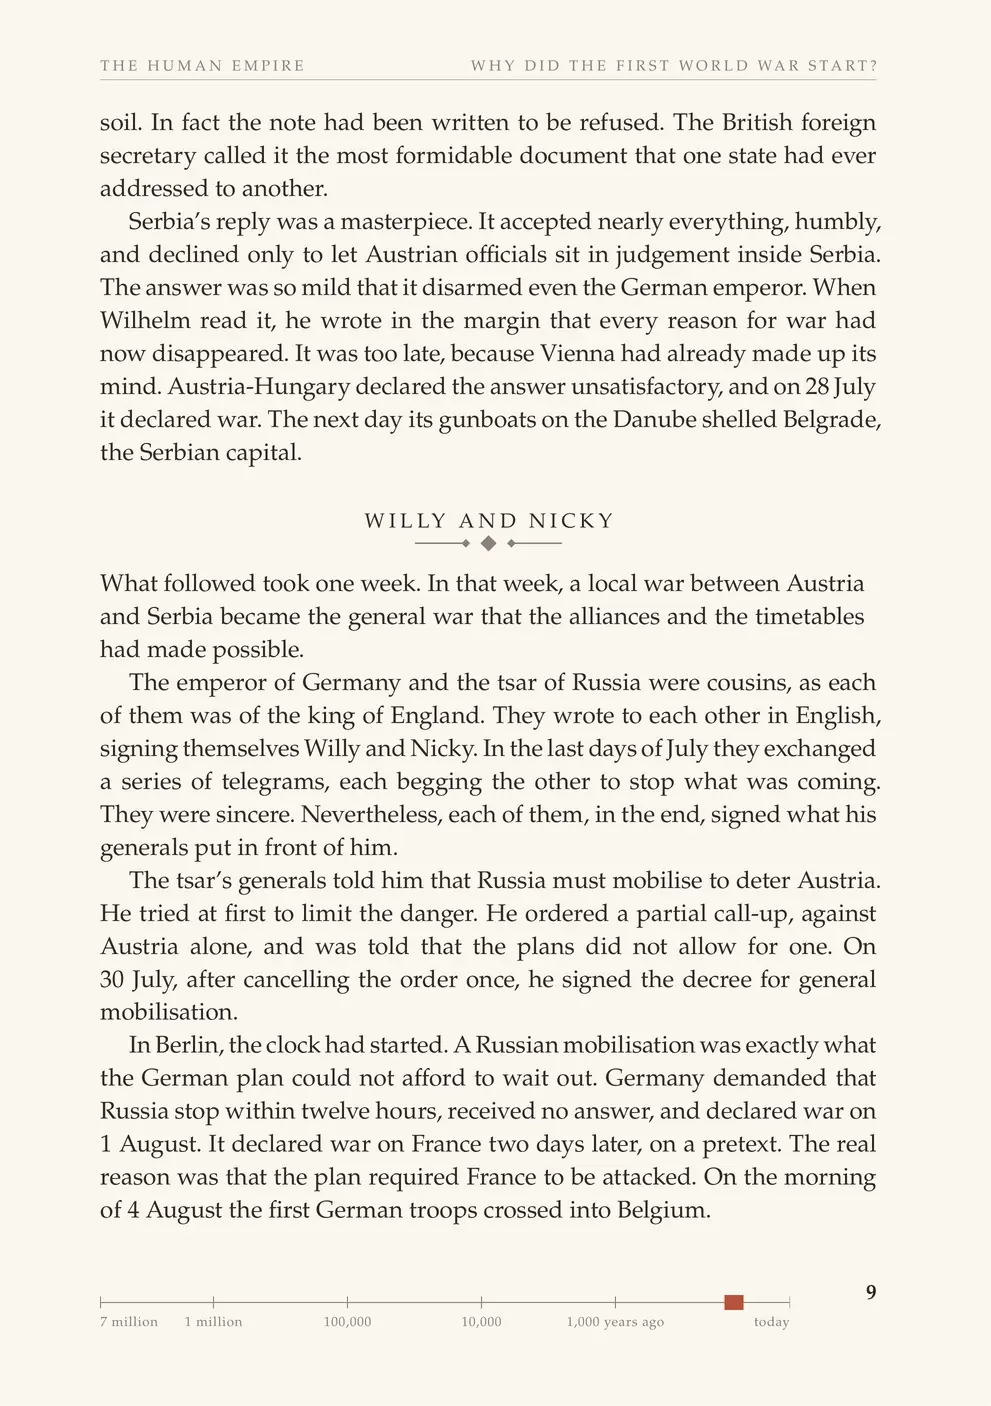 THE HUMAN EMPIRE
WHY DID THE FIRST WORLD WAR START?
soil. In fact the note had been written to be refused. The British foreign
secretary called it the most formidable document that one state had ever
addressed to another.
Serbia’s reply was a masterpiece. It accepted nearly everything, humbly,
and declined only to let Austrian officials sit in judgement inside Serbia.
The answer was so mild that it disarmed even the German emperor. When
Wilhelm read it, he wrote in the margin that every reason for war had
now disappeared. It was too late, because Vienna had already made up its
mind. Austria-Hungary declared the answer unsatisfactory, and on 28 July
it declared war. The next day its gunboats on the Danube shelled Belgrade,
the Serbian capital.
WILLY AND NICKY
What followed took one week. In that week, a local war between Austria
and Serbia became the general war that the alliances and the timetables
had made possible.
The emperor of Germany and the tsar of Russia were cousins, as each
of them was of the king of England. They wrote to each other in English,
signing themselves Willy and Nicky. In the last days of July they exchanged
a series of telegrams, each begging the other to stop what was coming.
They were sincere. Nevertheless, each of them, in the end, signed what his
generals put in front of him.
The tsar’s generals told him that Russia must mobilise to deter Austria.
He tried at first to limit the danger. He ordered a partial call-up, against
Austria alone, and was told that the plans did not allow for one. On
30 July, after cancelling the order once, he signed the decree for general
mobilisation.
In Berlin, the clock had started. A Russian mobilisation was exactly what
the German plan could not afford to wait out. Germany demanded that
Russia stop within twelve hours, received no answer, and declared war on
1 August. It declared war on France two days later, on a pretext. The real
reason was that the plan required France to be attacked. On the morning
of 4 August the first German troops crossed into Belgium.
9
7 million 1 million 100,000 10,000 1,000 years ago today